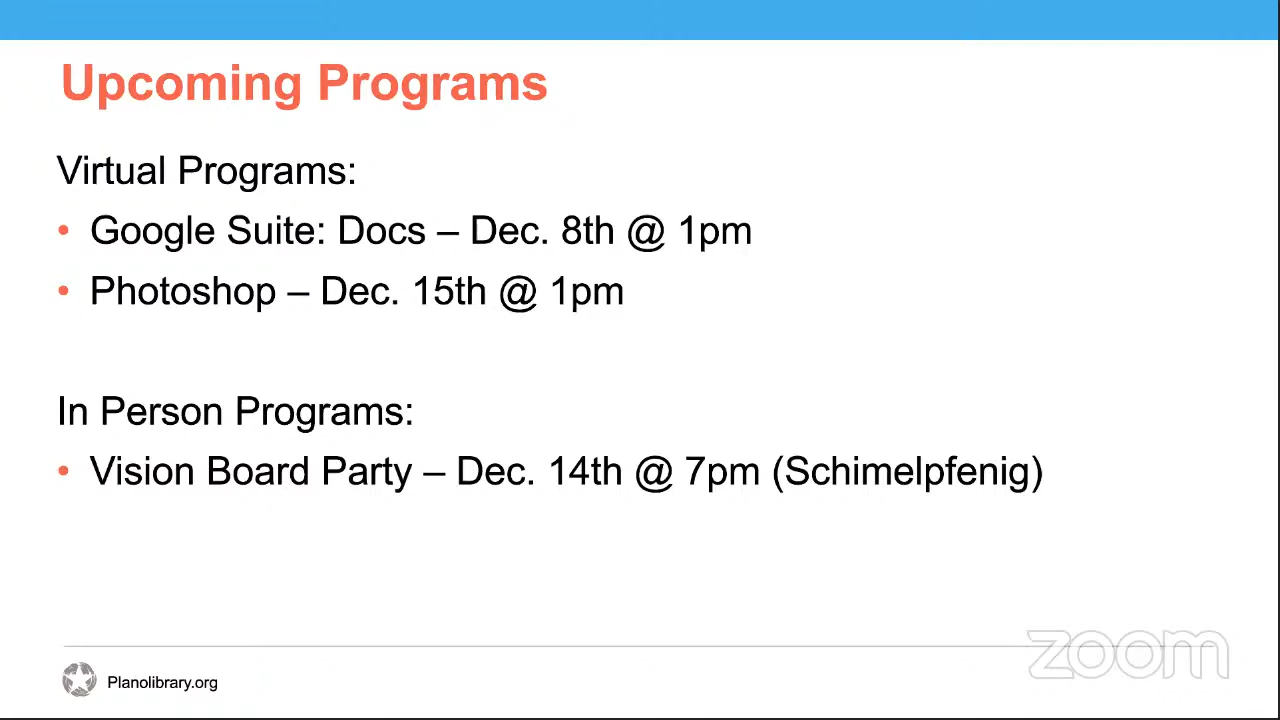 Upcoming Programs
Virtual Programs:
• Google Suite: Docs – Dec. 8th @ 1pm
• Photoshop – Dec. 15th @ 1pm
In Person Programs:
• Vision Board Party – Dec. 14th @ 7pm (Schimelpfenig)
zoom
Planolibrary.org